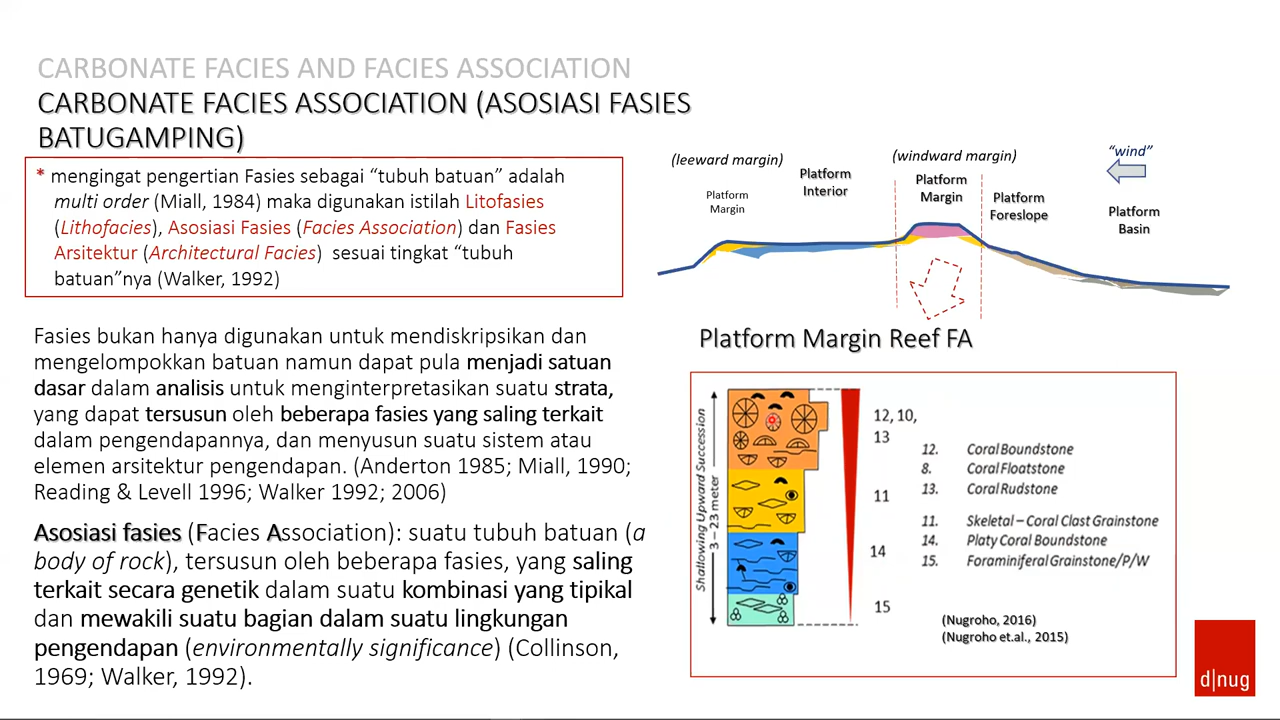 CARBONATE FACIES AND FACIES ASSOCIATION
CARBONATE FACIES ASSOCIATION (ASOSIASI FASIES
BATUGAMPING)
* mengingat pengertian Fasies sebagai “tubuh batuan” adalah
multi order (Miall, 1984) maka digunakan istilah Litofasies
(Lithofacies), Asosiasi Fasies (Facies Association) dan Fasies
Arsitektur (Architectural Facies) sesuai tingkat “tubuh
batuan”nya (Walker, 1992)
Fasies bukan hanya digunakan untuk mendiskripsikan dan
mengelompokkan batuan namun dapat pula menjadi satuan
dasar dalam analisis untuk menginterpretasikan suatu strata,
yang dapat tersusun oleh beberapa fasies yang saling terkait
dalam pengendapannya, dan menyusun suatu sistem atau
elemen arsitektur pengendapan. (Anderton 1985; Miall, 1990;
Reading & Levell 1996; Walker 1992; 2006)
Asosiasi fasies (Facies Association): suatu tubuh batuan (a
body of rock), tersusun oleh beberapa fasies, yang saling
terkait secara genetik dalam suatu kombinasi yang tipikal
dan mewakili suatu bagian dalam suatu lingkungan
pengendapan (environmentally significance) (Collinson,
1969; Walker, 1992).
(leeward margin)
(windward margin)
“wind”
Platform
Margin
Platform
Interior
Platform
Margin
Platform
Foreslope
Platform
Basin
Platform Margin Reef FA
Shallowing Upward Succession
3 – 23 meter
12, 10,
13
11
14
15
12. Coral Boundstone
8. Coral Floatstone
13. Coral Rudstone
11. Skeletal – Coral Clast Grainstone
14. Platy Coral Boundstone
15. Foraminiferal Grainstone/P/W
(Nugroho, 2016)
(Nugroho et.al., 2015)
d|nug